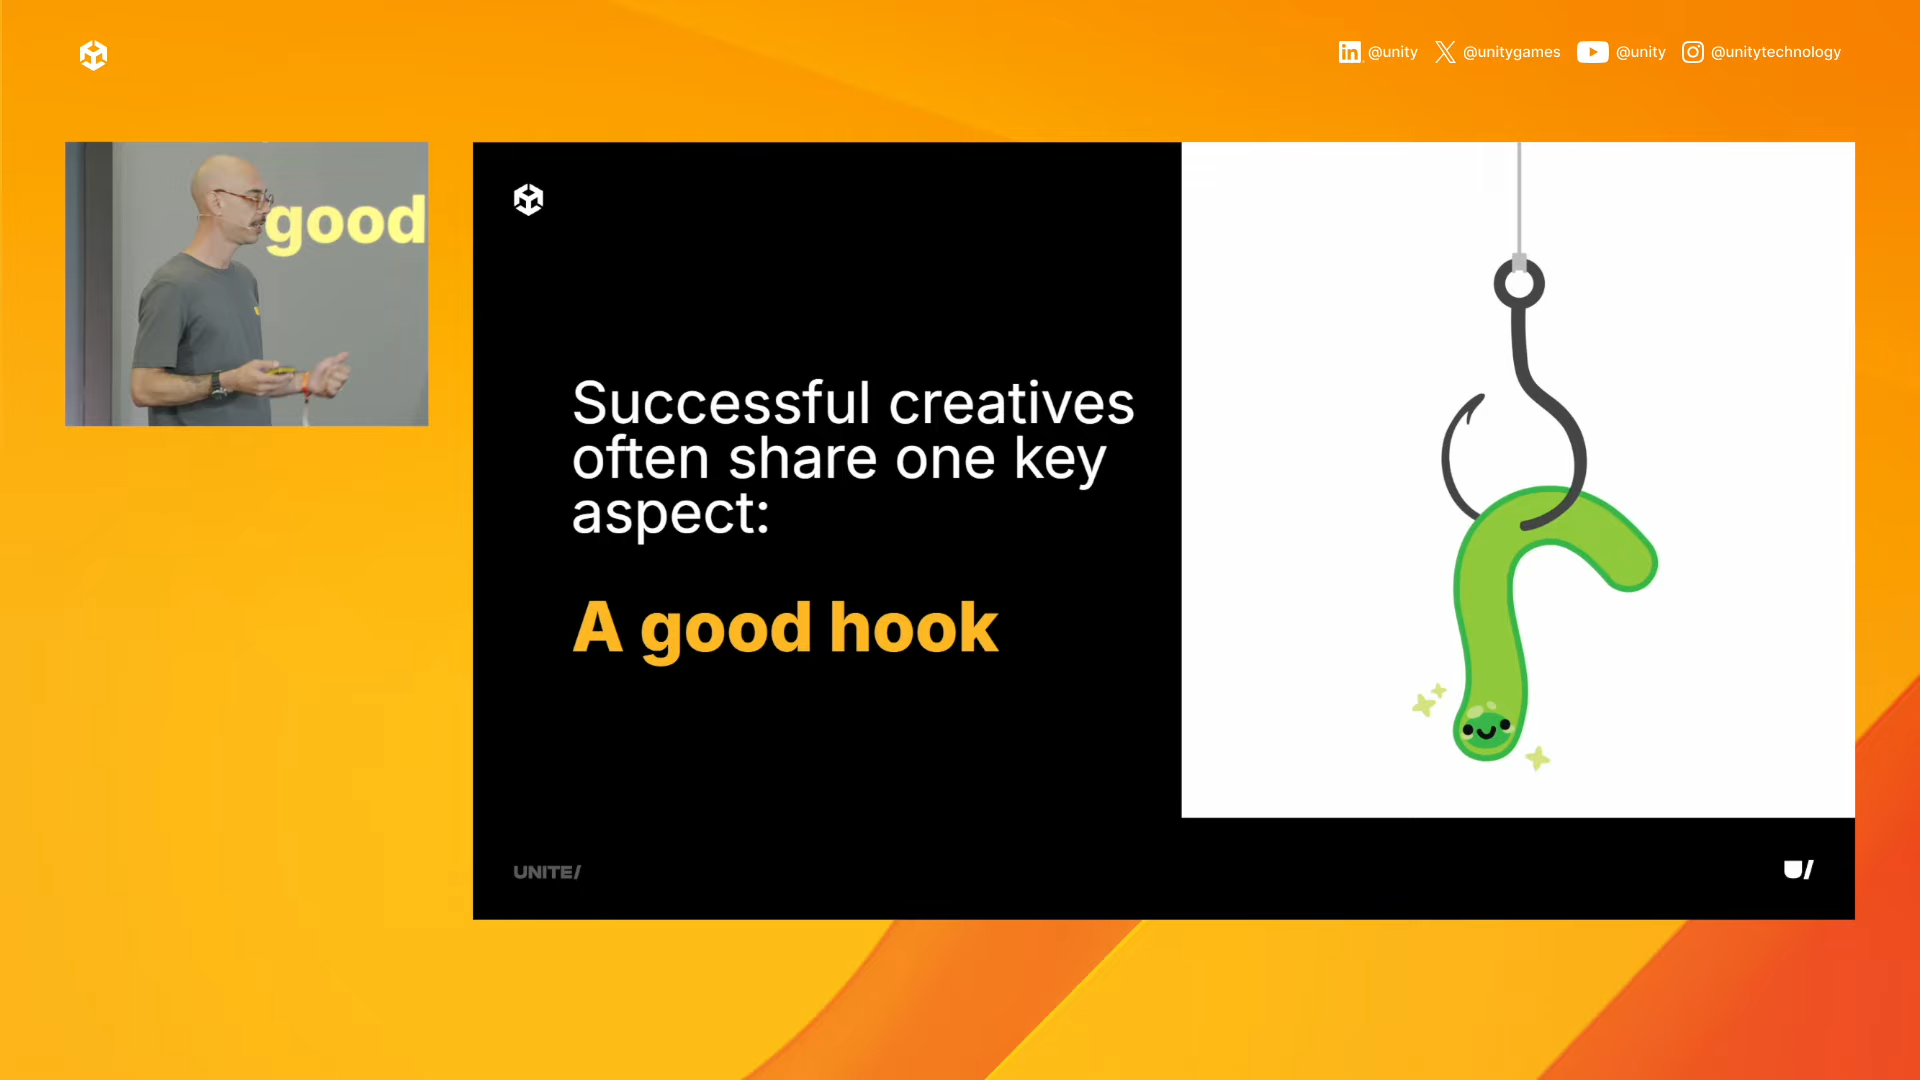 @unity @unitygames @unity @unitytechnology
good
Successful creatives
often share one key
aspect:
A good hook
UNITE/
U/